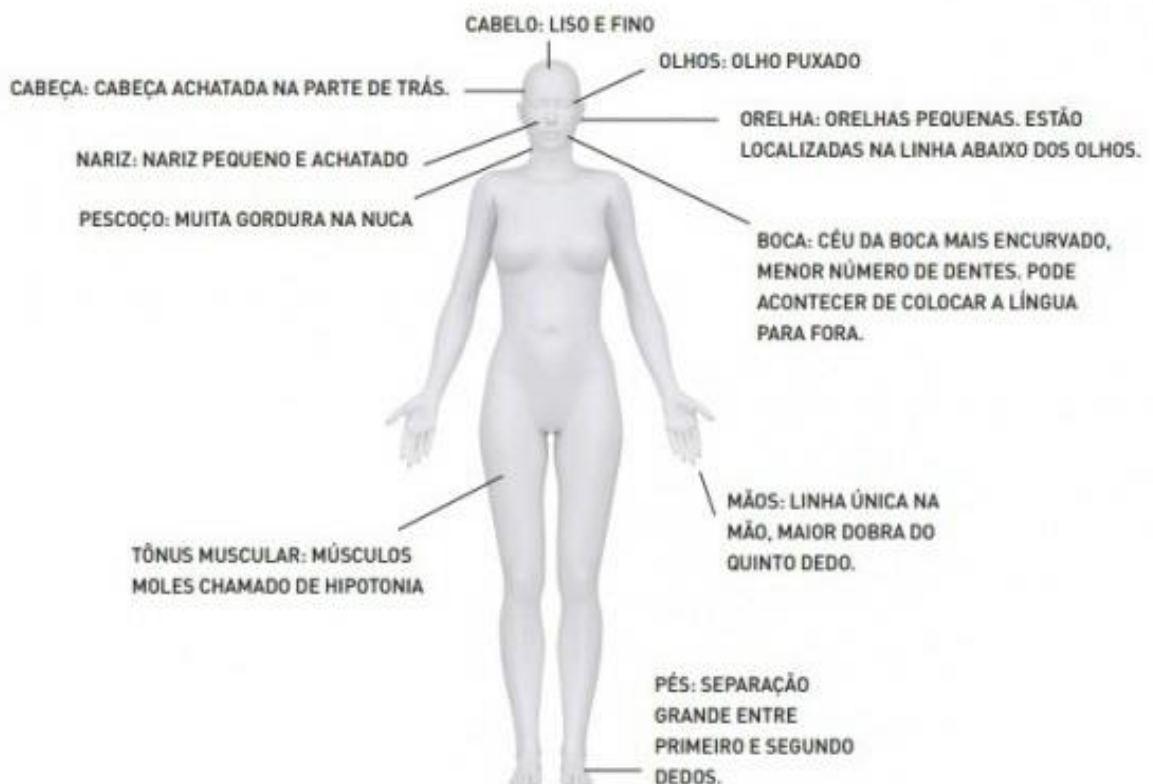 CABELO: LISO E FINO
OLHOS: OLHO PUXADO
CABEÇA: CABEÇA ACHATADA NA PARTE DE TRÁS.
ORELHA: ORELHAS PEQUENAS. ESTÃO
LOCALIZADAS NA LINHA ABAIXO DOS OLHOS.
NARIZ: NARIZ PEQUENO E ACHATADO
PESCOÇO: MUITA GORDURA NA NUCA
BOCA: CÉU DA BOCA MAIS ENCURVADO,
MENOR NÚMERO DE DENTES. PODE
ACONTECER DE COLOCAR A LÍNGUA
PARA FORA.
MÃOS: LINHA ÚNICA NA
MÃO, MAIOR DOBRA DO
QUINTO DEDO.
TÔNUS MUSCULAR: MÚSCULOS
MOLES CHAMADO DE HIPOTONIA
PÉS: SEPARAÇÃO
GRANDE ENTRE
PRIMEIRO E SEGUNDO
DEDOS.